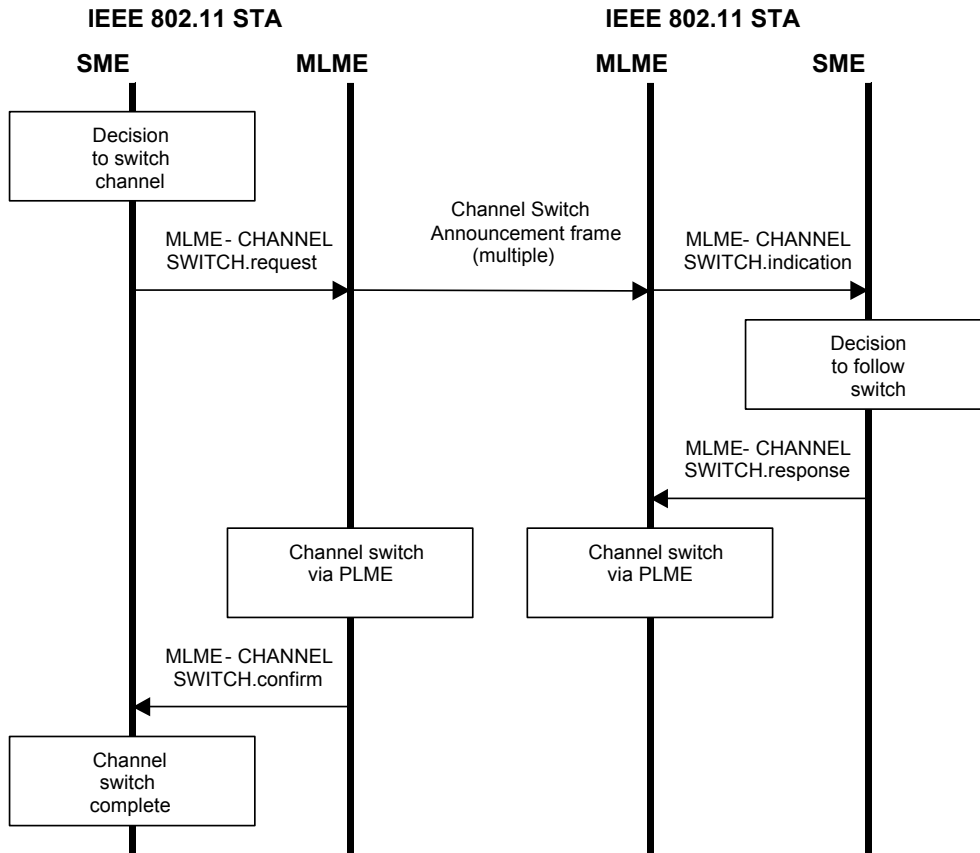 IEEE 802.11 STA
IEEE 802.11 STA
SME
MLME
MLME
SME
Decision
to switch
channel
MLME- CHANNEL
SWITCH.request
Channel Switch
Announcement frame
(multiple)
MLME- CHANNEL
SWITCH.indication
Decision
to follow
switch
MLME- CHANNEL
SWITCH.response
Channel switch
via PLME
Channel switch
via PLME
MLME- CHANNEL
SWITCH.confirm
Channel
switch
complete